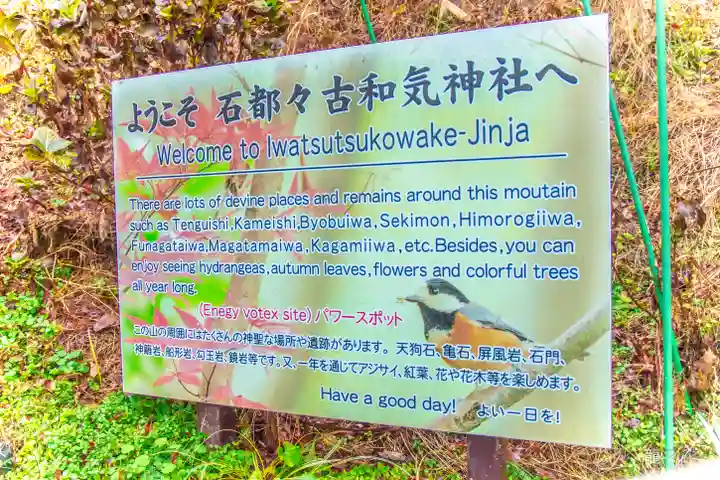 ようこそ 石都々古和気神社へ
Welcome to Iwatsutsukowake-Jinja
There are lots of devine places and remains around this moutain
such as Tenguishi,Kameishi,Byobuiwa,Sekimon,Himorogiiwa,
Funagataiwa,Magatamaiwa,Kagamiiwa,etc.Besides,you can
enjoy seeing hydrangeas,autumn leaves,flowers and colorful trees
all year long.
(Enegy votex site) パワースポット
この山の周囲にはたくさんの神聖な場所や遺跡があります。天狗石、亀石、屏風岩、石門、
神籬岩、船形岩、勾玉岩、鏡岩等です。又、一年を通じてアジサイ、紅葉、花や花木等を楽しめます。
Have a good day! よい一日を!